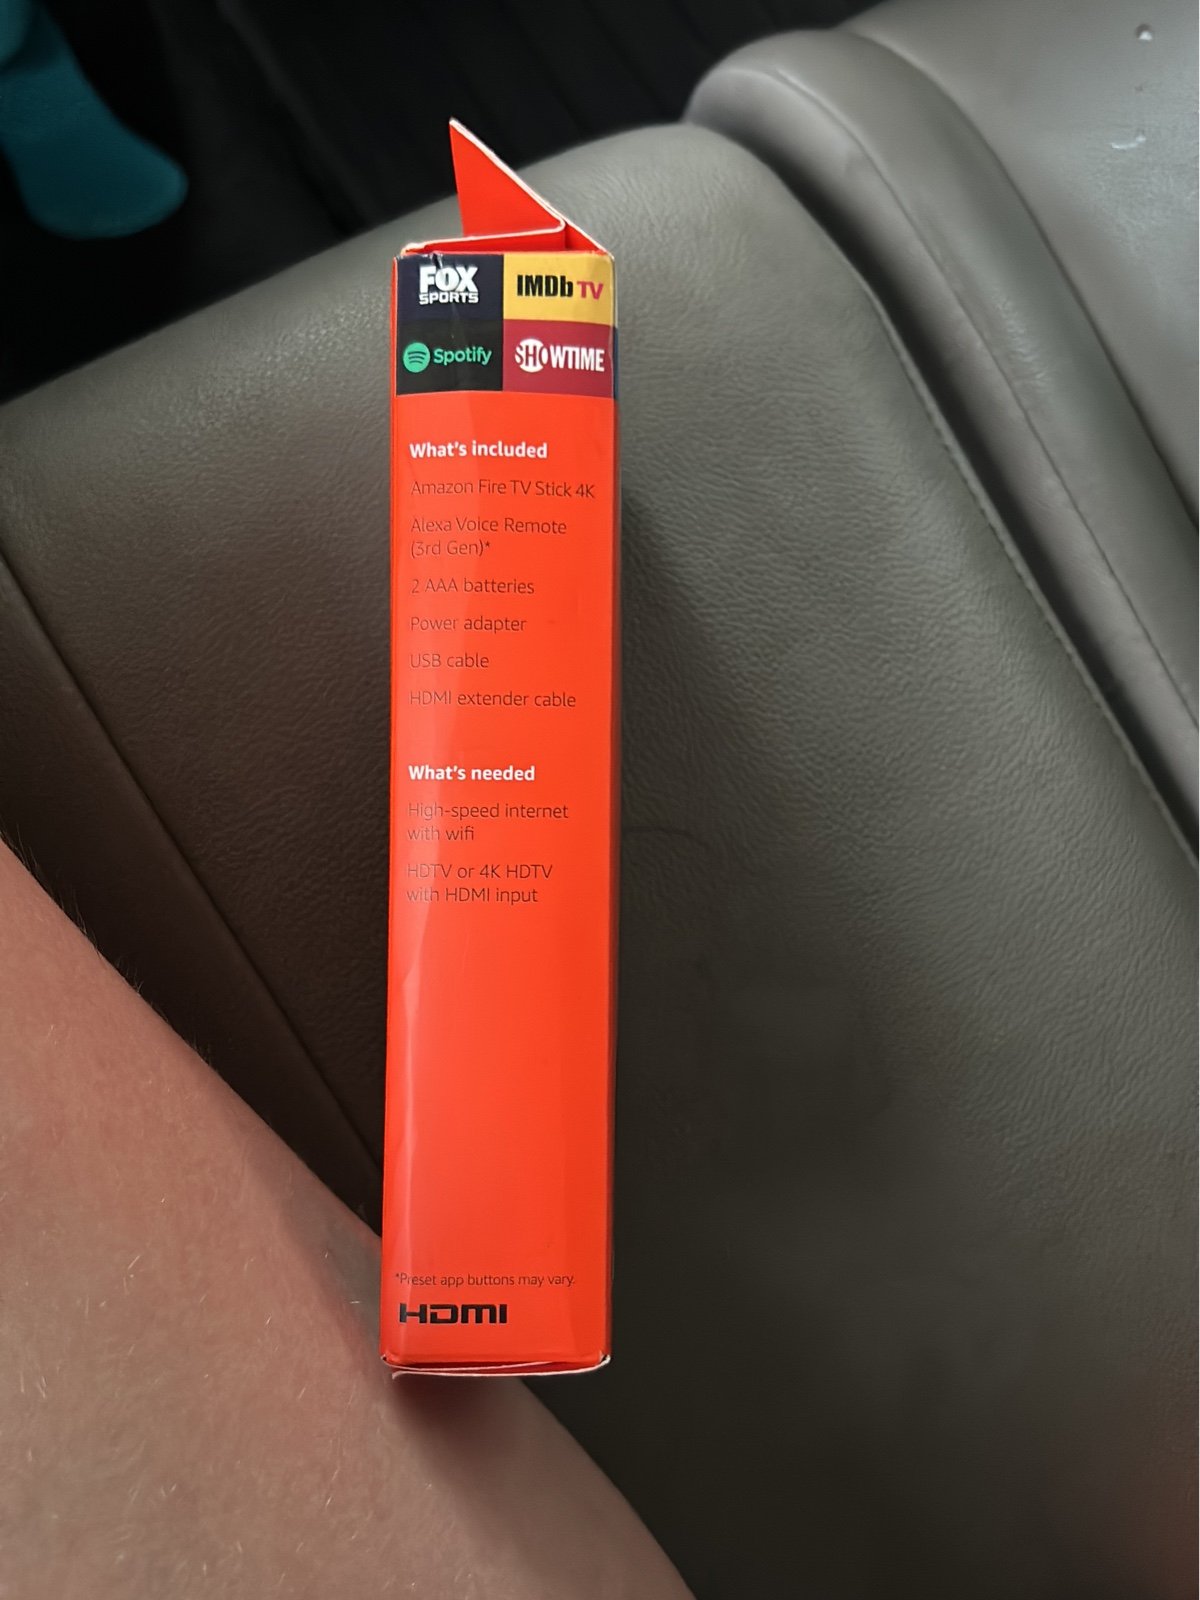 FOX
SPORTS
IMDb TV
Spotify
SHOWTIME
What's included
Amazon Fire TV Stick 4K
Alexa Voice Remote
(3rd Gen)*
2 AAA batteries
Power adapter
USB cable
HDMI extender cable
What's needed
High-speed internet
with wifi
HDTV or 4K HDTV
with HDMI input
*Preset app buttons may vary.
HDMI